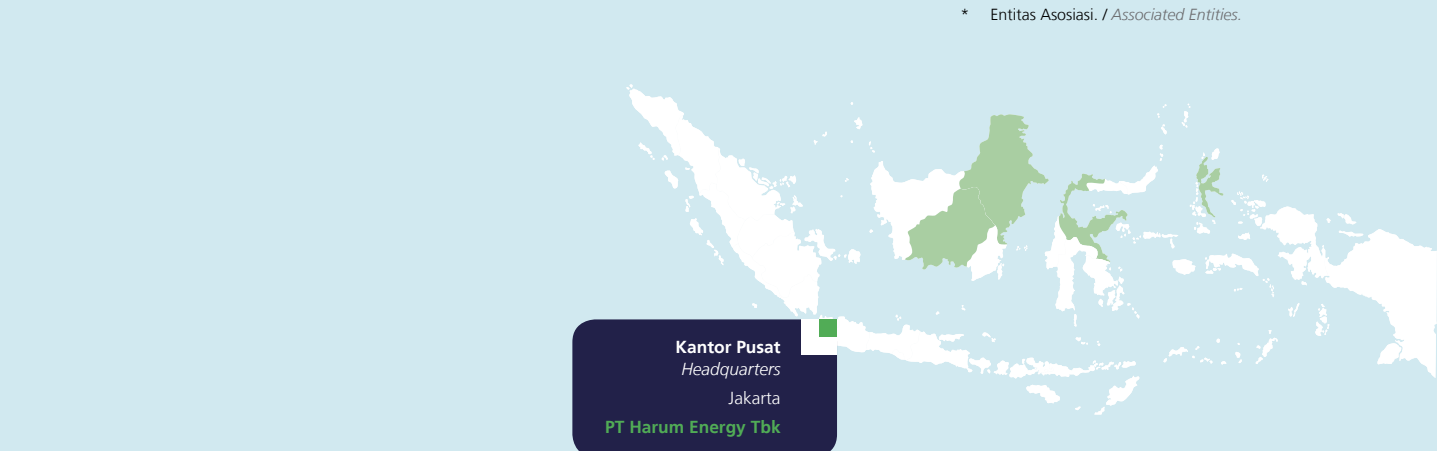 * Entitas Asosiasi. / Associated Entities.
Kantor Pusat
Headquarters
Jakarta
PT Harum Energy Tbk